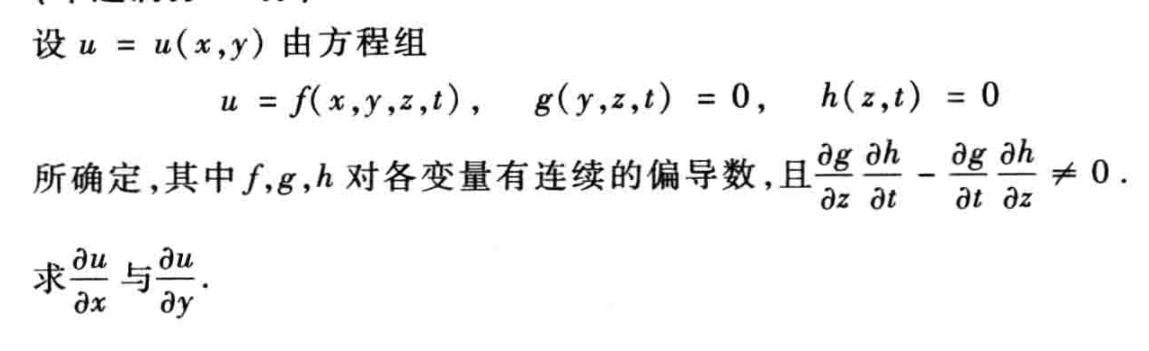 设 u = u(x,y) 由方程组
u = f(x,y,z,t), g(y,z,t) = 0, h(z,t) = 0
所确定,其中 f,g,h 对各变量有连续的偏导数,且 ∂g/∂z ∂h/∂t - ∂g/∂t ∂h/∂z ≠ 0.
求 ∂u/∂x 与 ∂u/∂y.